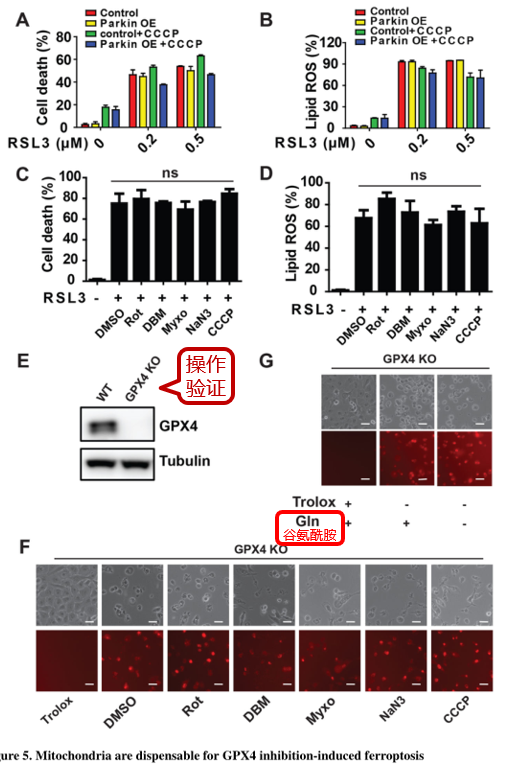 A
Control
Parkin OE
control+CCCP
Parkin OE+CCCP
Cell death (%)
80
60
40
20
0
RSL3 (μM)
0
0.2
0.5
B
Control
Parkin OE
Control+CCCP
Parkin OE +CCCP
Lipid ROS (%)
120
90
60
30
0
RSL3 (μM)
0
0.2
0.5
C
ns
Cell death (%)
100
80
60
40
20
0
RSL3 - + + + + + +
DMSO
Rot
DBM
Myxo
NaN3
CCCP
D
ns
Lipid ROS (%)
100
80
60
40
20
0
RSL3 - + + + + + +
DMSO
Rot
DBM
Myxo
NaN3
CCCP
E
WT
GPX4 KO
操作
验证
GPX4
Tubulin
G
GPX4 KO
Trolox + - -
Gln + + -
谷氨酰胺
F
GPX4 KO
Trolox
DMSO
Rot
DBM
Myxo
NaN3
CCCP
gure 5. Mitochondria are dispensable for GPX4 inhibition-induced ferroptosis